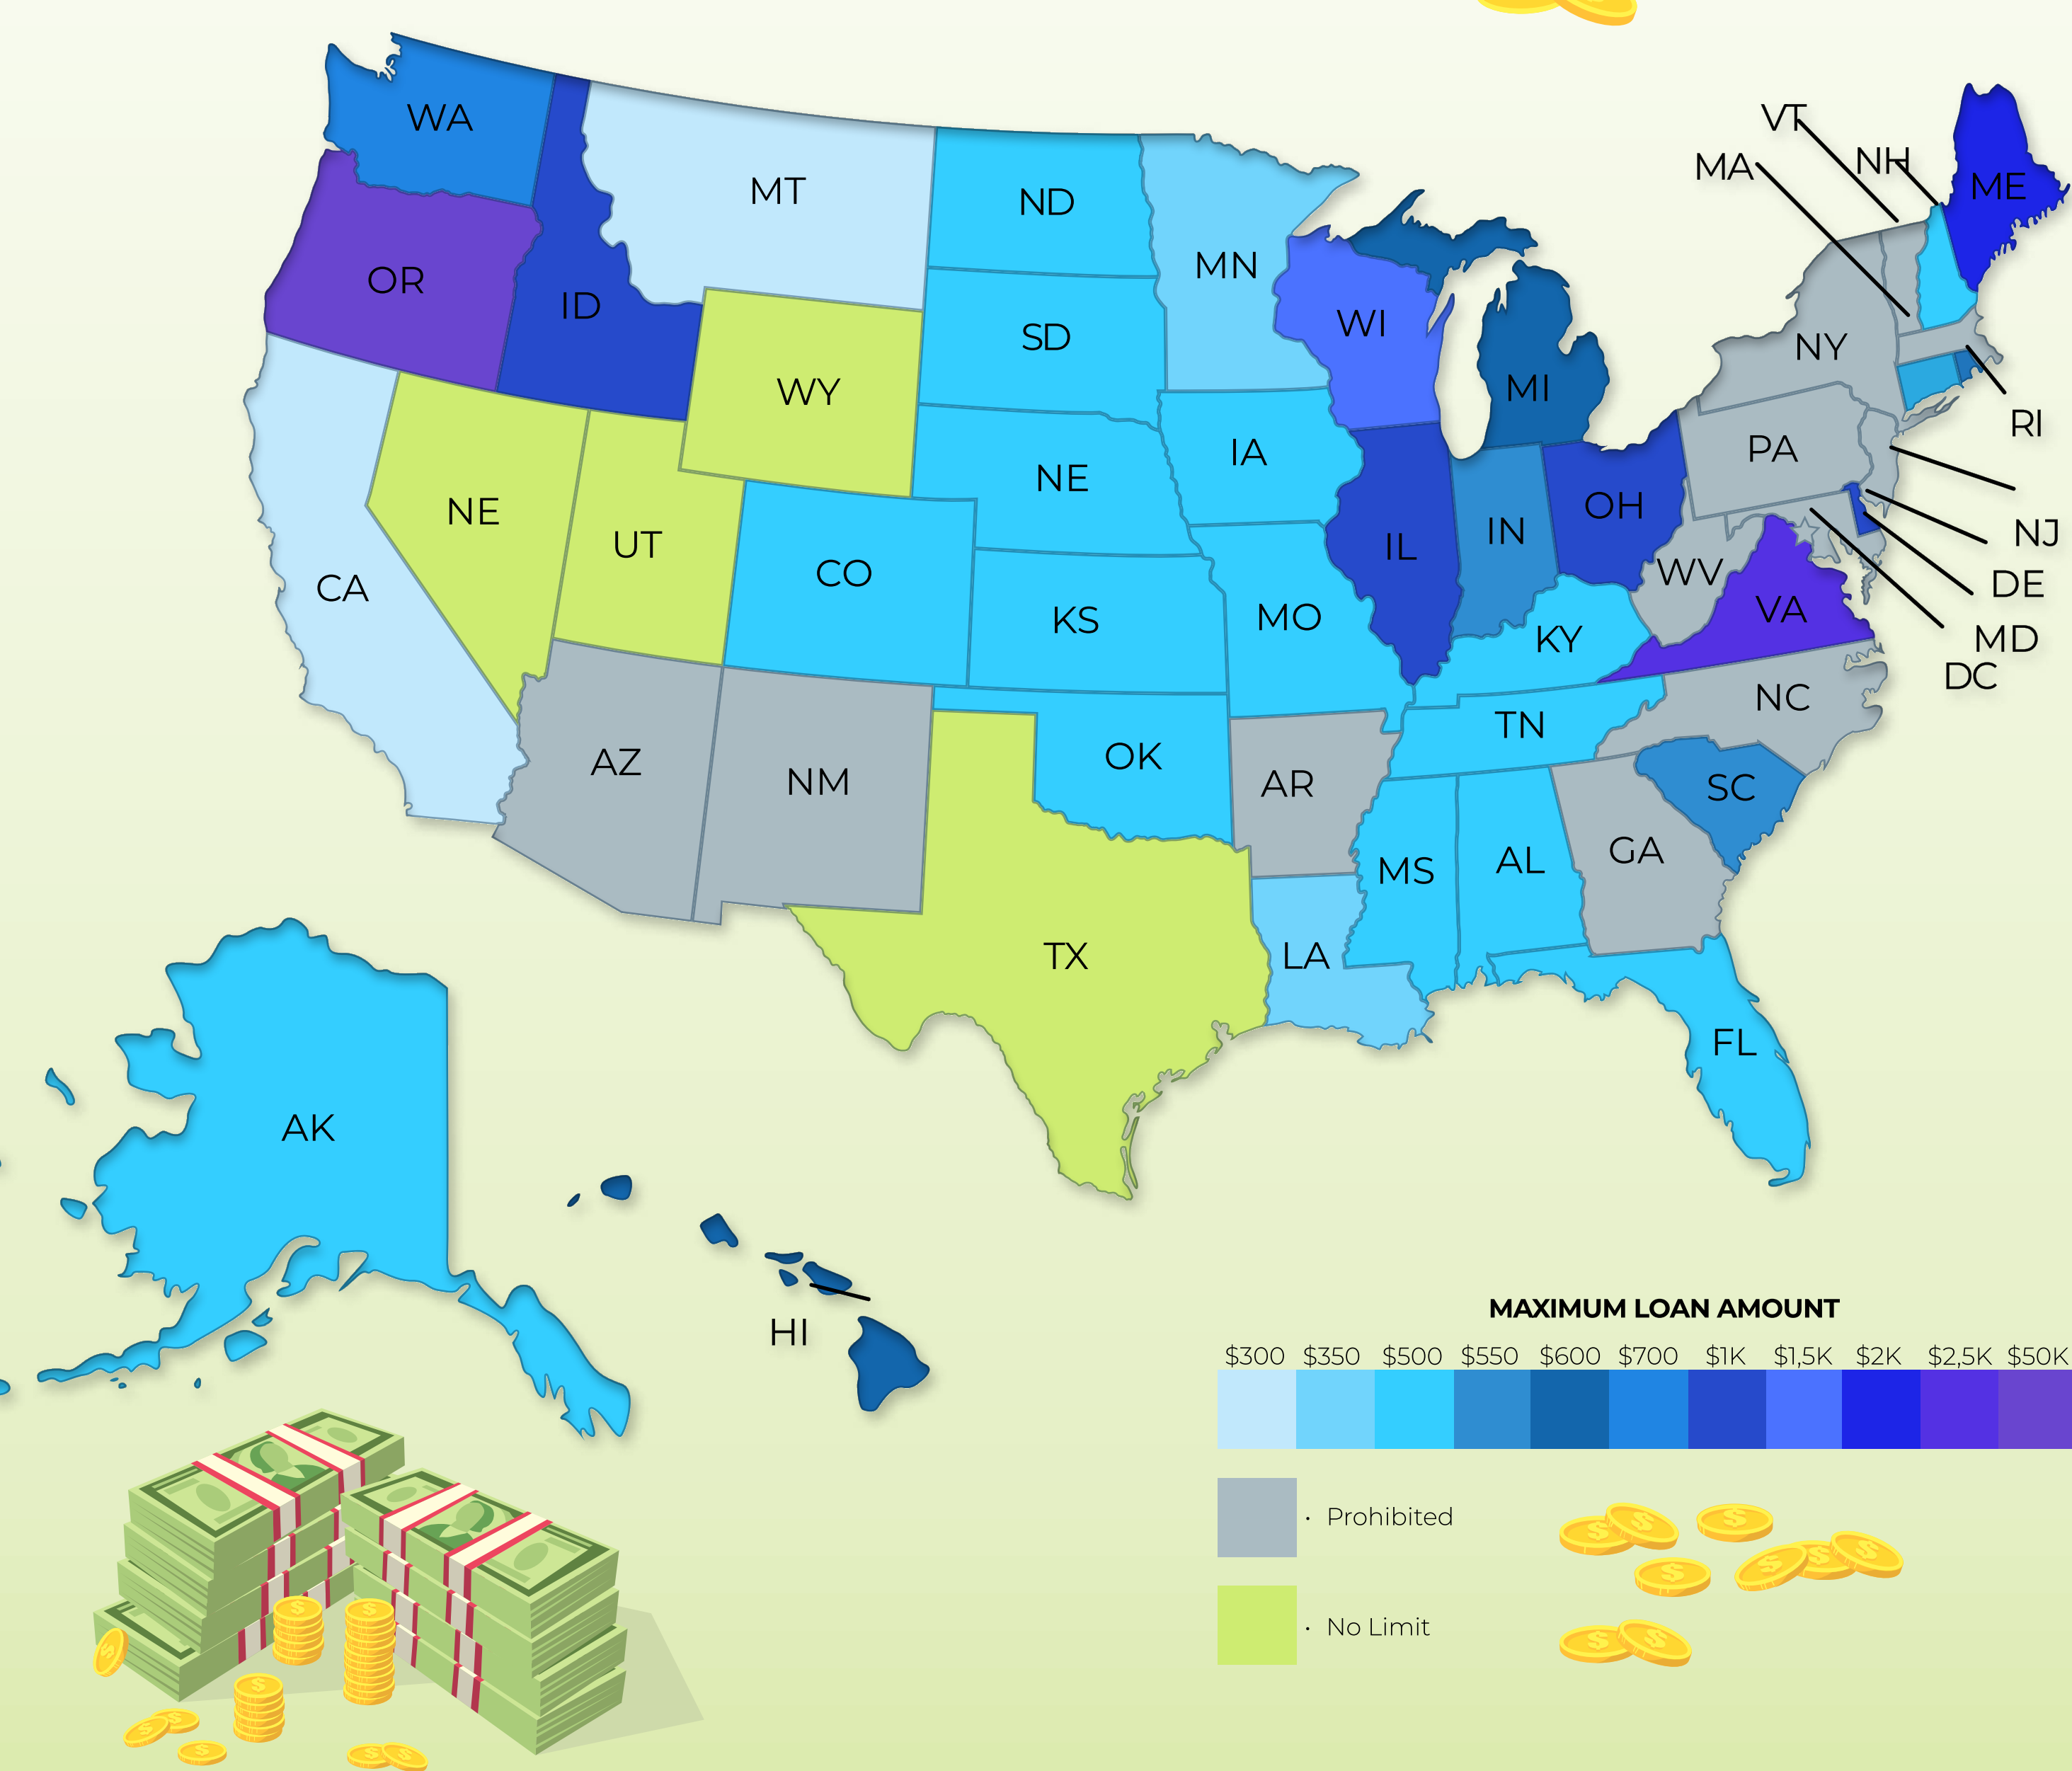 WA
VT
MA
NH
ME
MT
ND
OR
ID
MN
SD
WI
NY
WY
MI
RI
NE
IA
PA
NE
UT
IL
IN
OH
NJ
CA
CO
KS
MO
KY
WV
VA
DE
MD
DC
AZ
NM
OK
AR
TN
NC
SC
TX
LA
MS
AL
GA
FL
AK
HI
MAXIMUM LOAN AMOUNT
$300 $350 $500 $550 $600 $700 $1K $1,5K $2K $2,5K $50K
• Prohibited
• No Limit